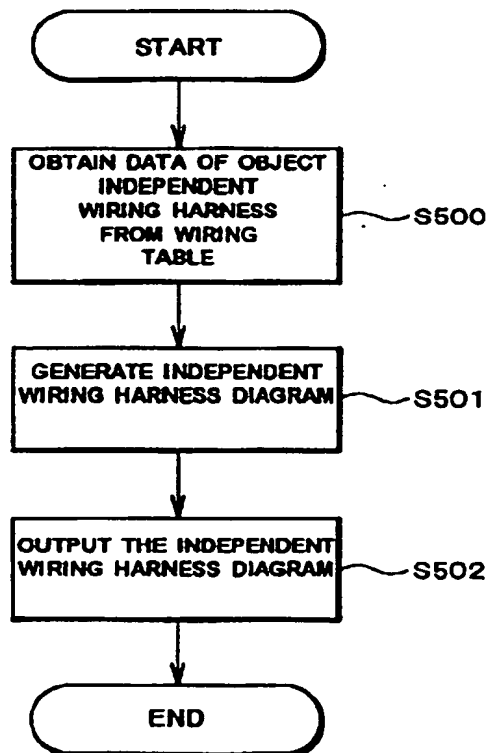 START
OBTAIN DATA OF OBJECT
INDEPENDENT
WIRING HARNESS
FROM WIRING
TABLE
S500
GENERATE INDEPENDENT
WIRING HARNESS DIAGRAM
S501
OUTPUT THE INDEPENDENT
WIRING HARNESS DIAGRAM
S502
END